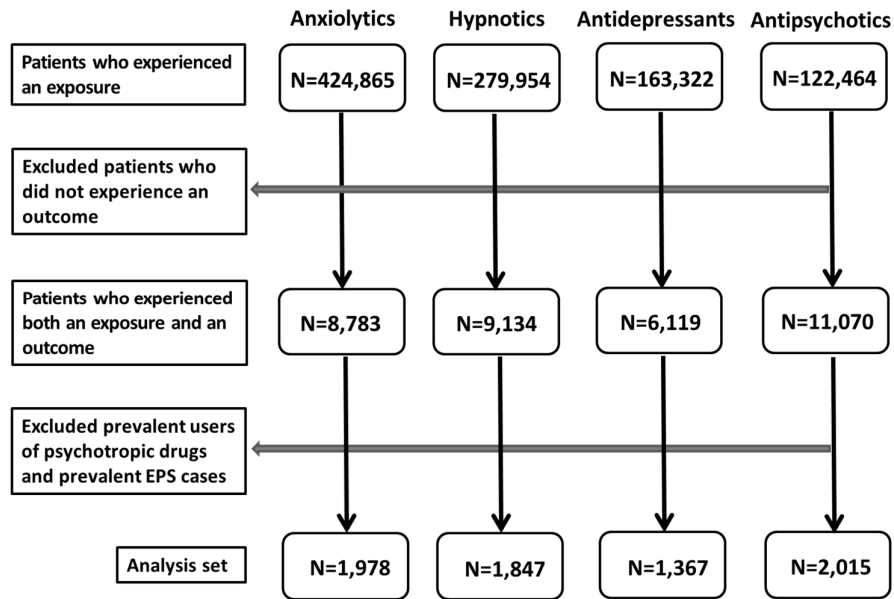 Anxiolytics Hypnotics Antidepressants Antipsychotics
Patients who experienced
an exposure
N=424,865 N=279,954 N=163,322 N=122,464
Excluded patients who
did not experience an
outcome
Patients who experienced
both an exposure and an
outcome
N=8,783 N=9,134 N=6,119 N=11,070
Excluded prevalent users
of psychotropic drugs
and prevalent EPS cases
Analysis set
N=1,978 N=1,847 N=1,367 N=2,015